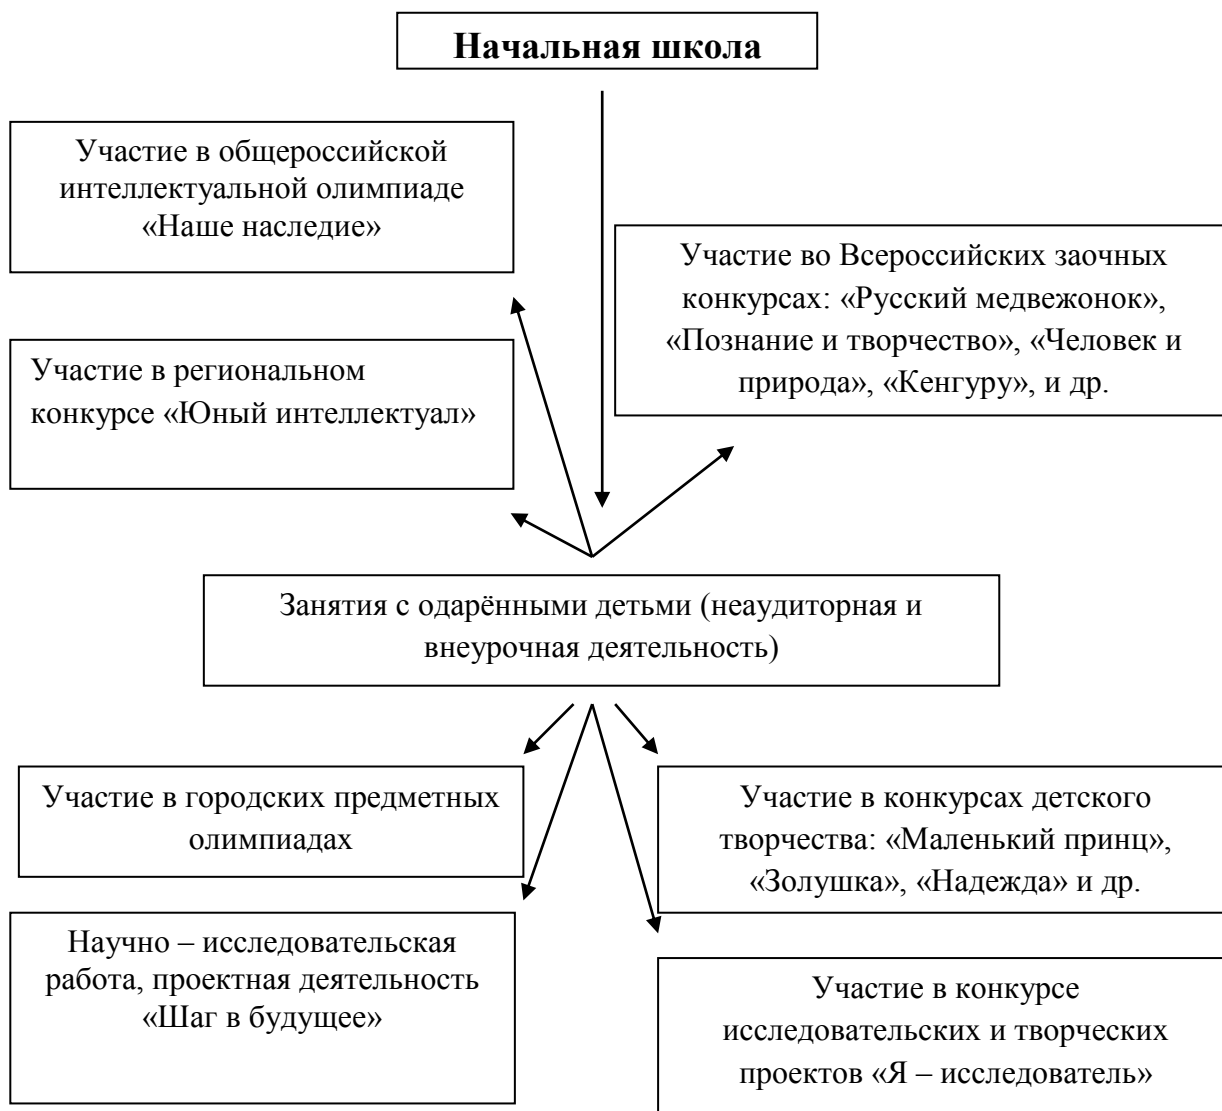 Начальная школа
Участие в общероссийской
интеллектуальной олимпиаде
«Наше наследие»
Участие во Всероссийских заочных
конкурсах: «Русский медвежонок»,
«Познание и творчество», «Человек и
природа», «Кенгуру», и др.
Участие в региональном
конкурсе «Юный интеллектуал»
Занятия с одарёнными детьми (неаудиторная и
внеурочная деятельность)
Участие в городских предметных
олимпиадах
Участие в конкурсах детского
творчества: «Маленький принц»,
«Золушка», «Надежда» и др.
Научно – исследовательская
работа, проектная деятельность
«Шаг в будущее»
Участие в конкурсе
исследовательских и творческих
проектов «Я – исследователь»